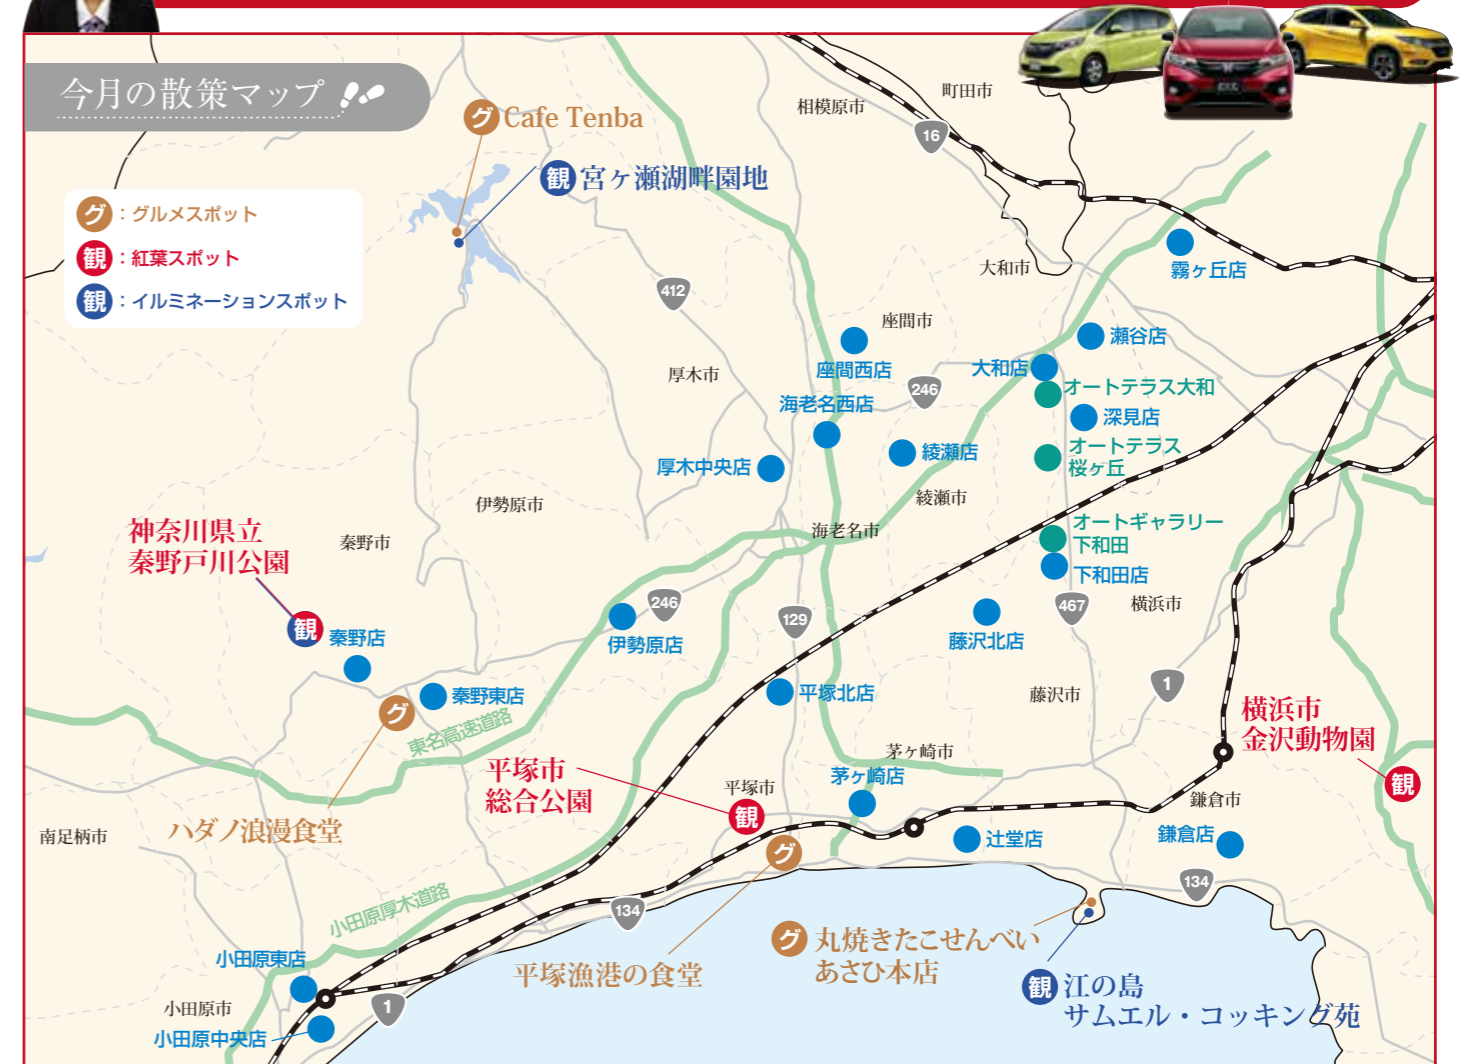 今月の散策マップ
グ Cafe Tenba
観 宮ヶ瀬湖畔園地
グ：グルメスポット
観：紅葉スポット
観：イルミネーションスポット
相模原市
町田市
16
大和市
霧ヶ丘店
412
座間市
瀬谷店
座間西店
大和店
厚木市
246
オートテラス大和
海老名西店
深見店
綾瀬店
オートテラス
桜ヶ丘
厚木中央店
綾瀬市
伊勢原市
海老名市
オートギャラリー
下和田
下和田店
神奈川県立
秦野戸川公園
秦野市
観
秦野店
246
129
467
横浜市
伊勢原店
藤沢北店
秦野東店
グ
平塚北店
藤沢市
1
東名高速道路
横浜市
金沢動物園
観
平塚市
総合公園
平塚市
観
茅ヶ崎市
茅ヶ崎店
鎌倉市
ハダノ浪漫食堂
南足柄市
グ
辻堂店
鎌倉店
134
小田原厚木道路
134
平塚漁港の食堂
グ 丸焼きたこせんべい
あさひ本店
観 江の島
サムエル・コッキング苑
小田原東店
小田原市
1
小田原中央店